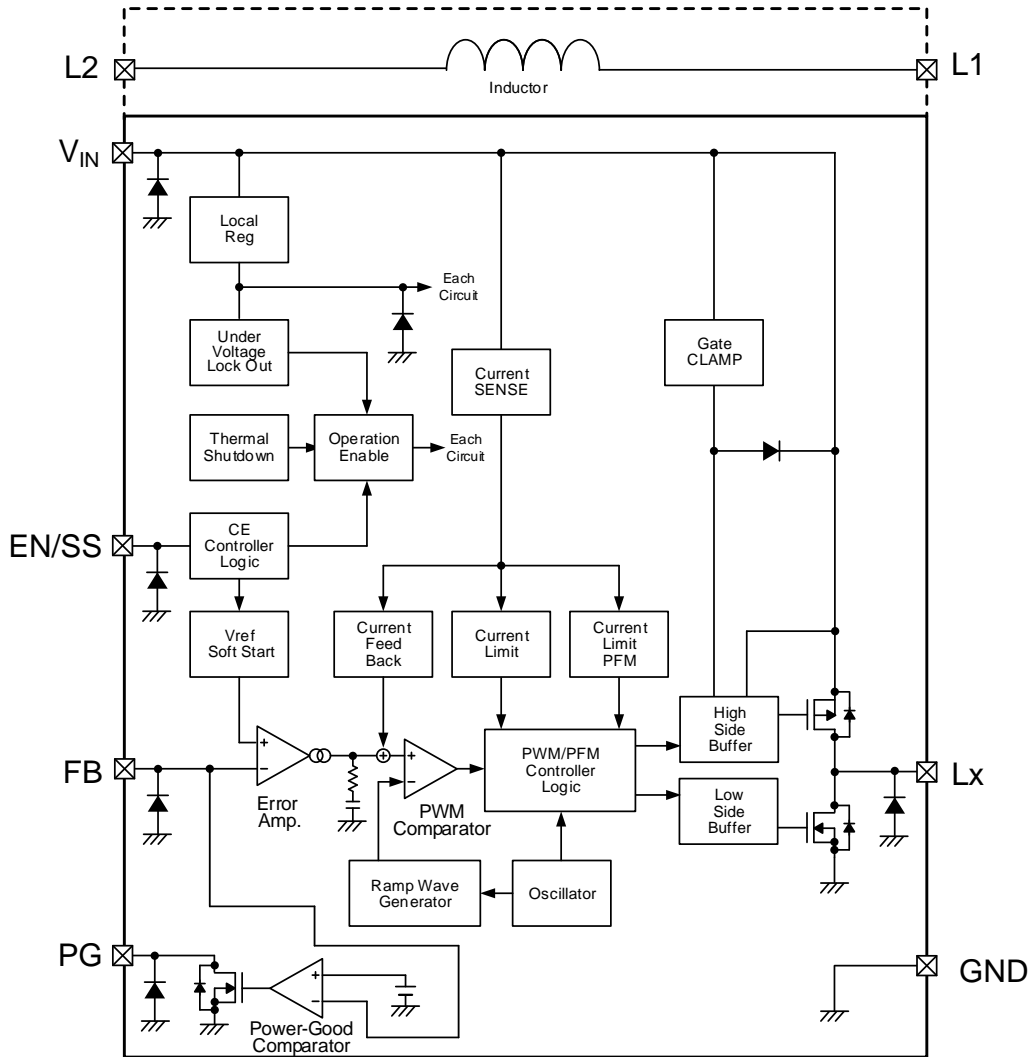 L2
L1
Inductor
VIN
Local
Reg
Each
Circuit
Under
Voltage
Lock Out
Current
SENSE
Gate
CLAMP
Thermal
Shutdown
Operation
Enable
Each
Circuit
EN/SS
CE
Controller
Logic
Vref
Soft Start
Current
Feed
Back
Current
Limit
Current
Limit
PFM
High
Side
Buffer
FB
+
−
Error
Amp.
+
+
−
PWM
Comparator
PWM/PFM
Controller
Logic
Low
Side
Buffer
Lx
Ramp Wave
Generator
Oscillator
PG
+
−
Power-Good
Comparator
GND